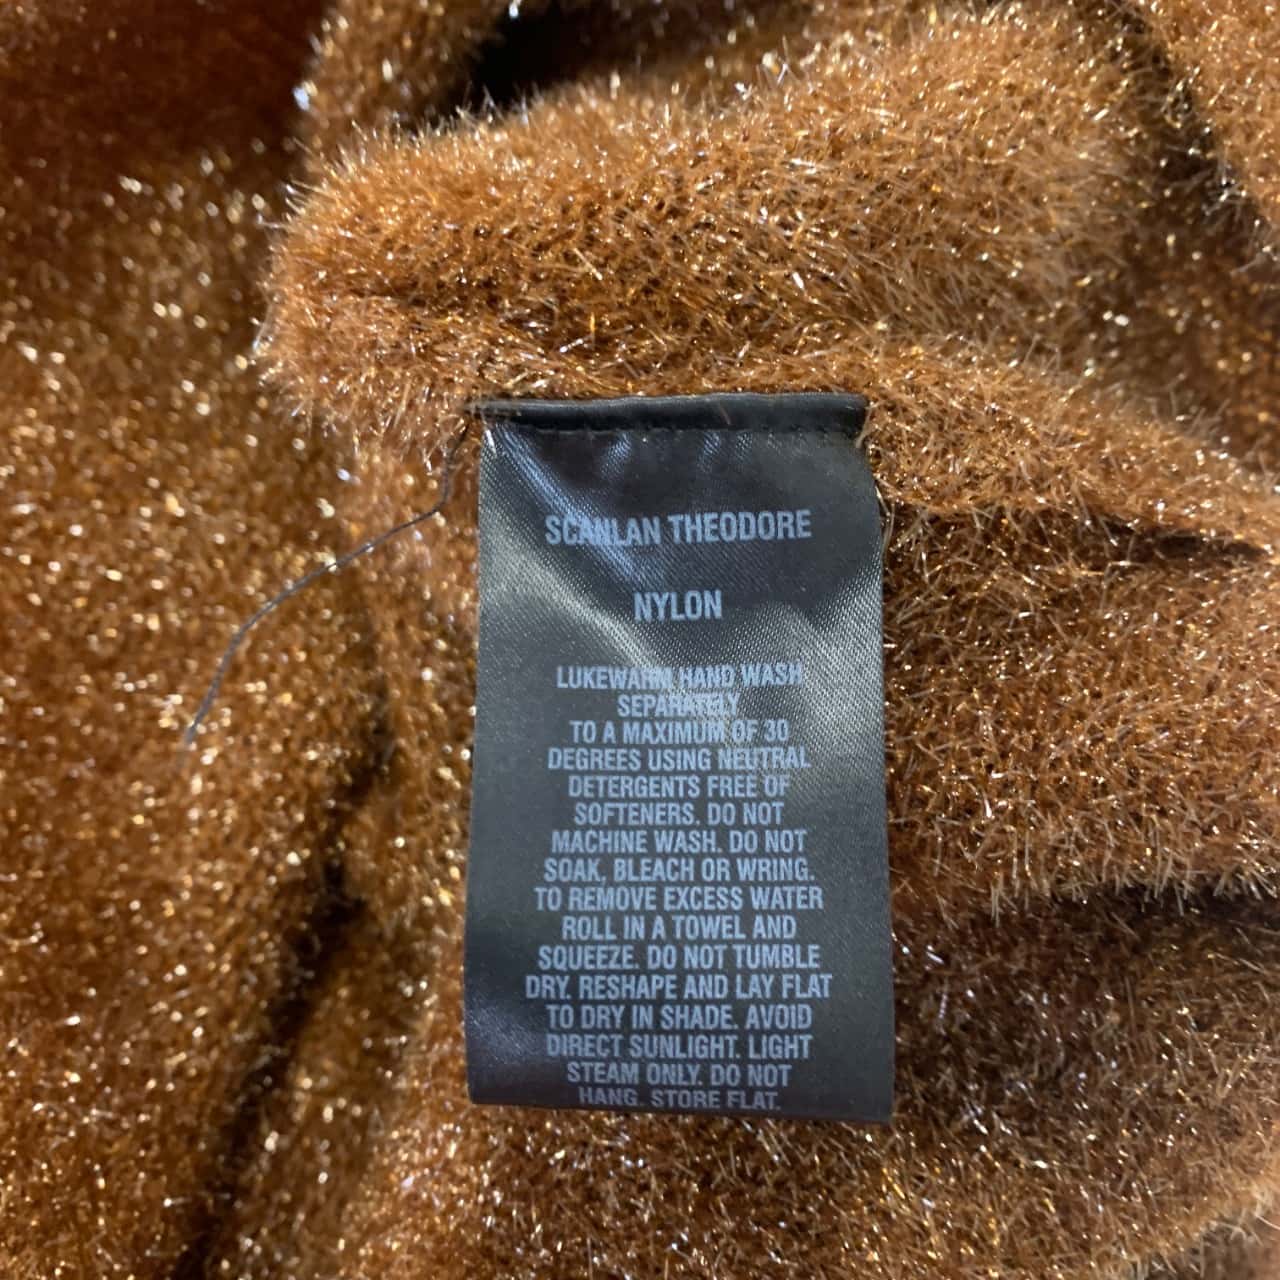 SCANLAN THEODORE
NYLON
LUKEWARM HAND WASH
SEPARATELY
TO A MAXIMUM OF 30
DEGREES USING NEUTRAL
DETERGENTS FREE OF
SOFTENERS. DO NOT
MACHINE WASH. DO NOT
SOAK, BLEACH OR WRING.
TO REMOVE EXCESS WATER
ROLL IN A TOWEL AND
SQUEEZE. DO NOT TUMBLE
DRY. RESHAPE AND LAY FLAT
TO DRY IN SHADE. AVOID
DIRECT SUNLIGHT. LIGHT
STEAM ONLY. DO NOT
HANG. STORE FLAT.